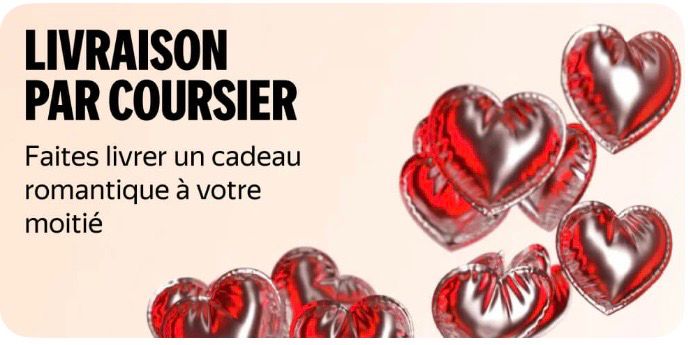 LIVRAISON
PAR COURSIER
Faites livrer un cadeau
romantique à votre
moitié